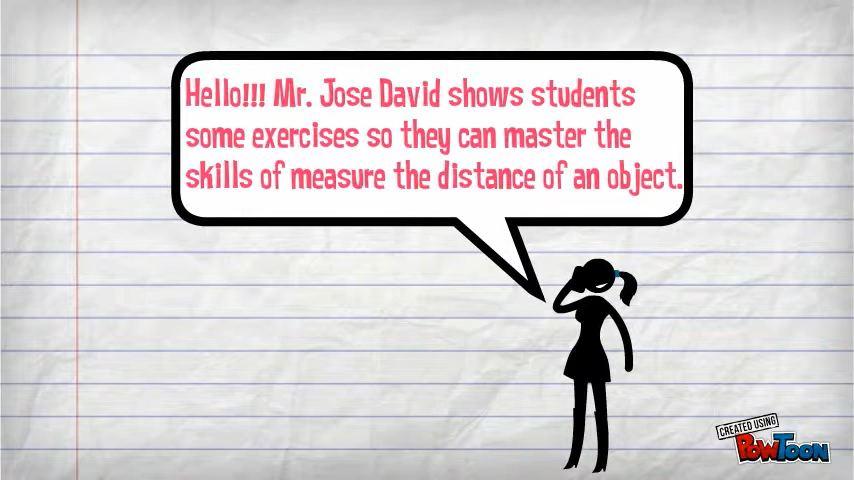 Hello!!! Mr. Jose David shows students
some exercises so they can master the
skills of measure the distance of an object.
CREATED USING
POWTOON